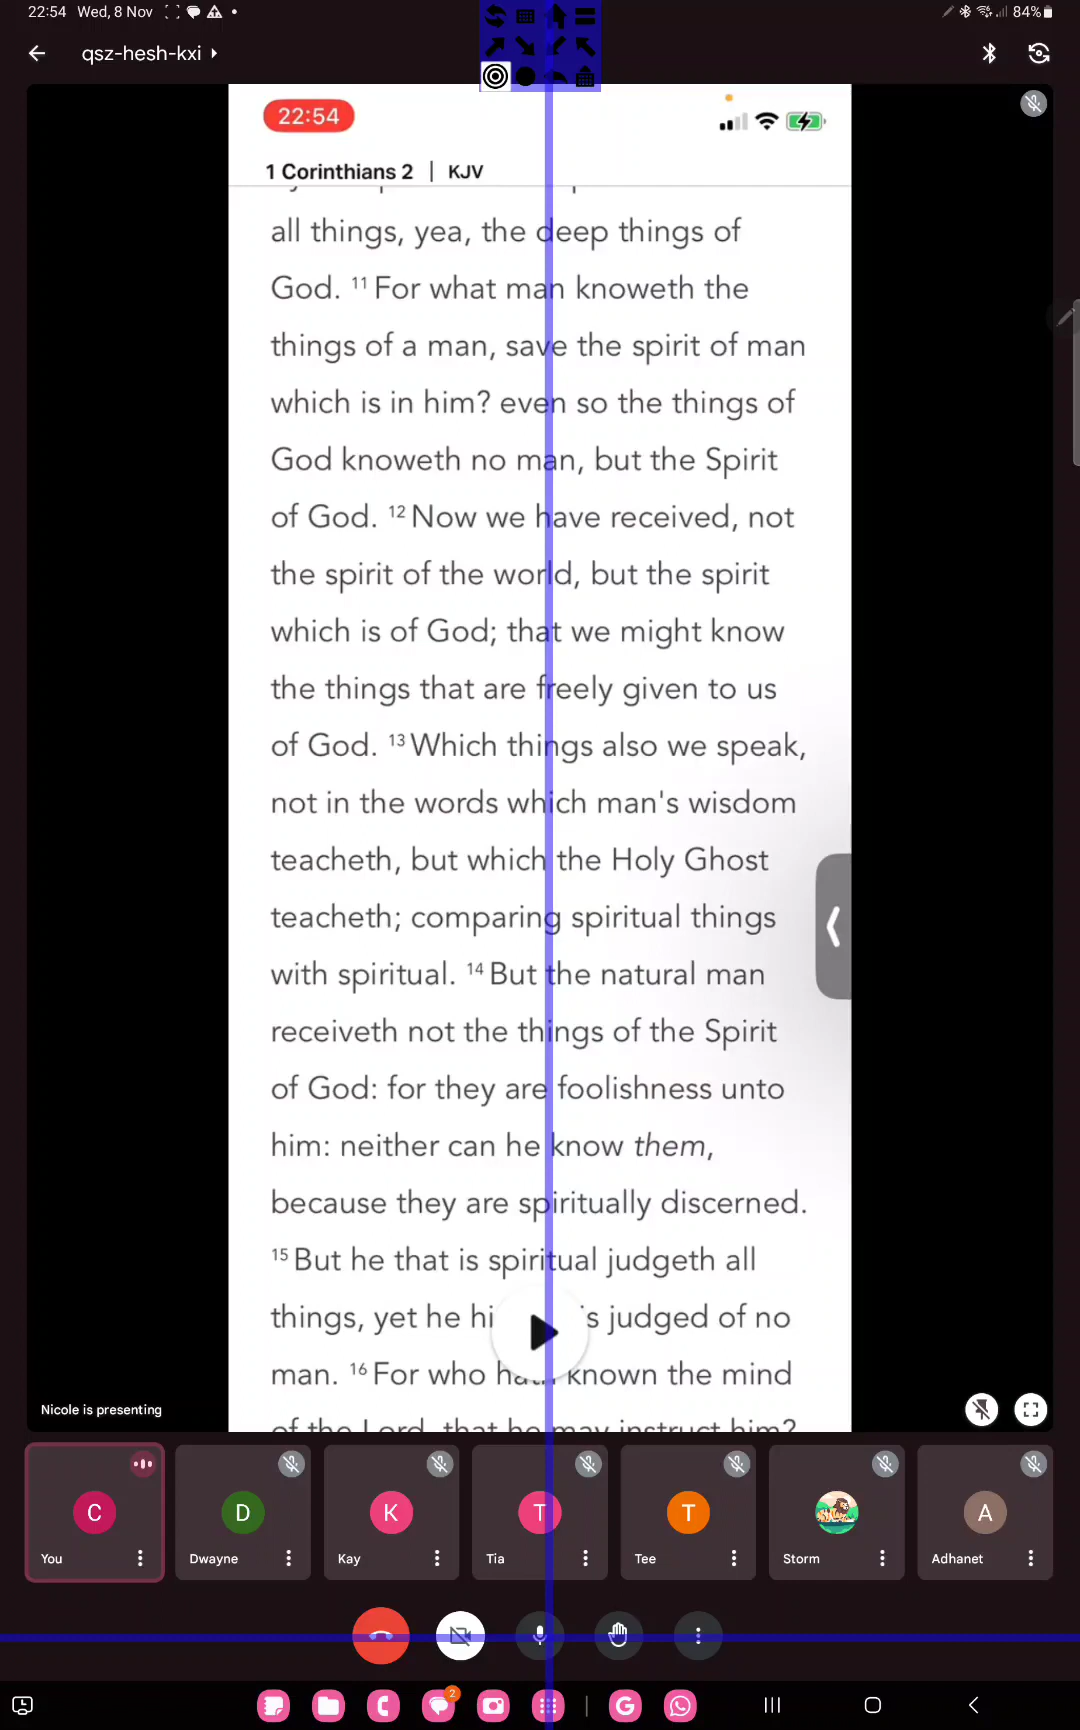 22:54 Wed, 8 Nov
84%
qsz-hesh-kxi
22:54
1 Corinthians 2 | KJV
all things, yea, the deep things of
God. 11 For what man knoweth the
things of a man, save the spirit of man
which is in him? even so the things of
God knoweth no man, but the Spirit
of God. 12 Now we have received, not
the spirit of the world, but the spirit
which is of God; that we might know
the things that are freely given to us
of God. 13 Which things also we speak,
not in the words which man's wisdom
teacheth, but which the Holy Ghost
teacheth; comparing spiritual things
with spiritual. 14 But the natural man
receiveth not the things of the Spirit
of God: for they are foolishness unto
him: neither can he know them,
because they are spiritually discerned.
15 But he that is spiritual judgeth all
things, yet he hi s judged of no
man. 16 For who hath known the mind
of the Lord, that he may instruct him?
Nicole is presenting
C
D
K
T
T
A
You
Dwayne
Kay
Tia
Tee
Storm
Adhanet
2
G